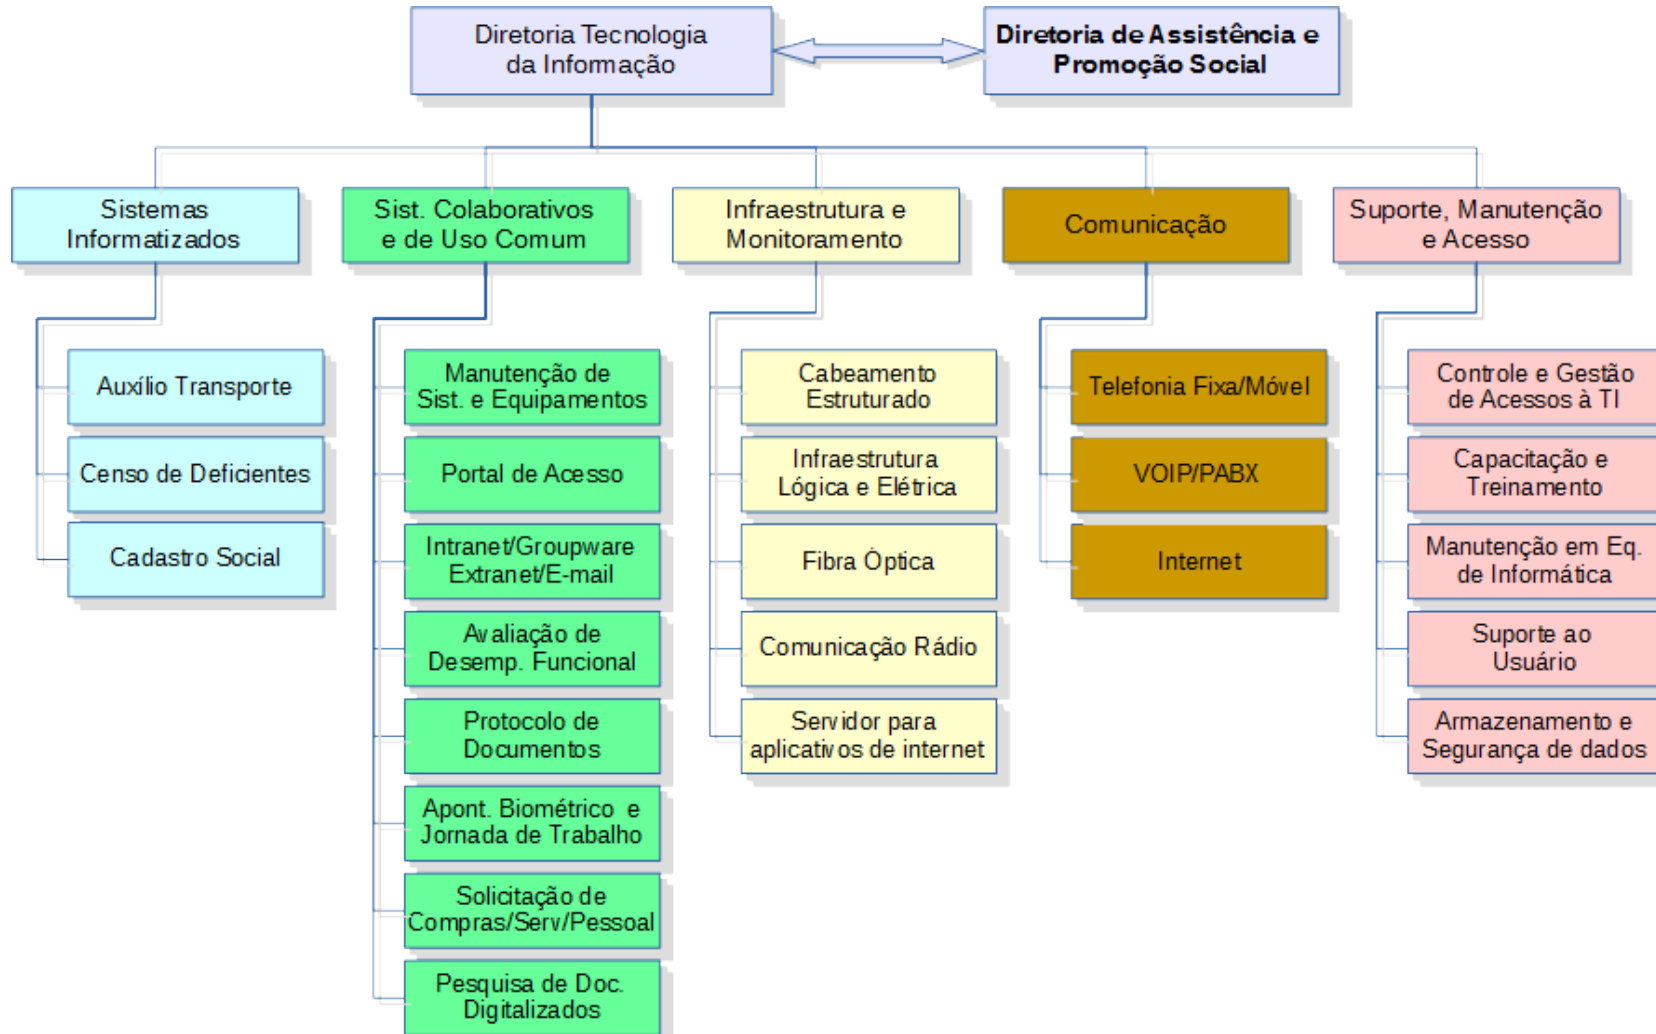 Diretoria Tecnologia
da Informação
Diretoria de Assistência e
Promoção Social
Sistemas
Informatizados
Sist. Colaborativos
e de Uso Comum
Infraestrutura e
Monitoramento
Comunicação
Suporte, Manutenção
e Acesso
Auxílio Transporte
Censo de Deficientes
Cadastro Social
Manutenção de
Sist. e Equipamentos
Portal de Acesso
Intranet/Groupware
Extranet/E-mail
Avaliação de
Desemp. Funcional
Protocolo de
Documentos
Apont. Biométrico e
Jornada de Trabalho
Solicitação de
Compras/Serv/Pessoal
Pesquisa de Doc.
Digitalizados
Cabeamento
Estruturado
Infraestrutura
Lógica e Elétrica
Fibra Óptica
Comunicação Rádio
Servidor para
aplicativos de internet
Telefonia Fixa/Móvel
VOIP/PABX
Internet
Controle e Gestão
de Acessos à TI
Capacitação e
Treinamento
Manutenção em Eq.
de Informática
Suporte ao
Usuário
Armazenamento e
Segurança de dados